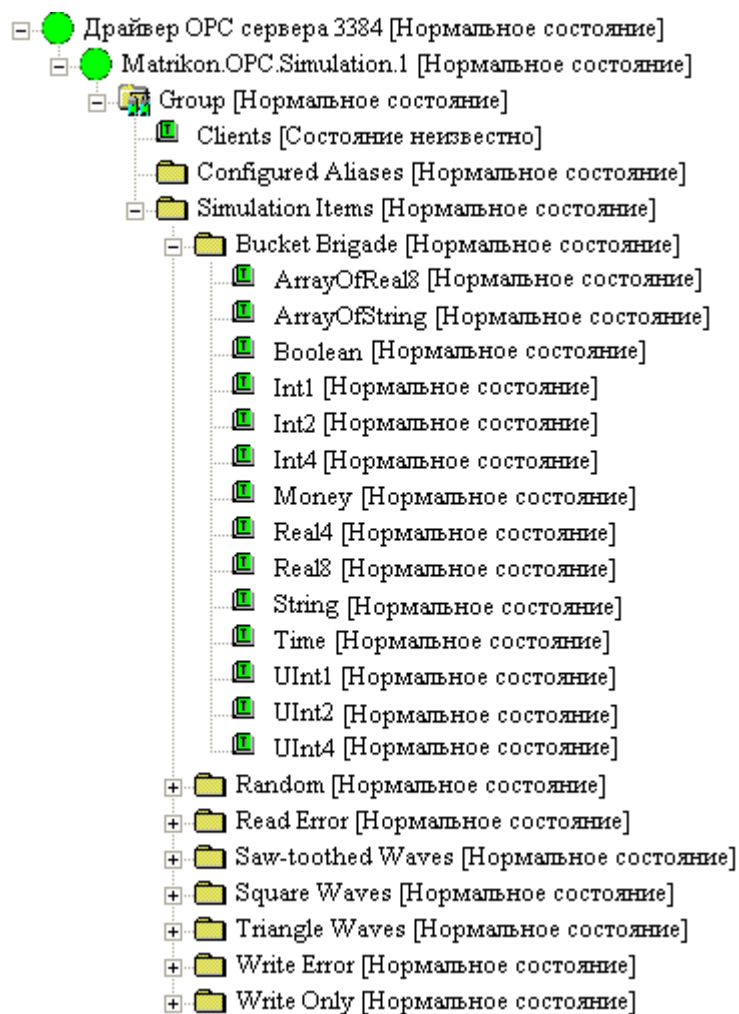 Драйвер OPC сервера 3384 [Нормальное состояние]
Matrikon.OPC.Simulation.1 [Нормальное состояние]
Group [Нормальное состояние]
Clients [Состояние неизвестно]
Configured Aliases [Нормальное состояние]
Simulation Items [Нормальное состояние]
Bucket Brigade [Нормальное состояние]
ArrayOfReal8 [Нормальное состояние]
ArrayOfString [Нормальное состояние]
Boolean [Нормальное состояние]
Int1 [Нормальное состояние]
Int2 [Нормальное состояние]
Int4 [Нормальное состояние]
Money [Нормальное состояние]
Real4 [Нормальное состояние]
Real8 [Нормальное состояние]
String [Нормальное состояние]
Time [Нормальное состояние]
UInt1 [Нормальное состояние]
UInt2 [Нормальное состояние]
UInt4 [Нормальное состояние]
Random [Нормальное состояние]
Read Error [Нормальное состояние]
Saw-toothed Waves [Нормальное состояние]
Square Waves [Нормальное состояние]
Triangle Waves [Нормальное состояние]
Write Error [Нормальное состояние]
Write Only [Нормальное состояние]